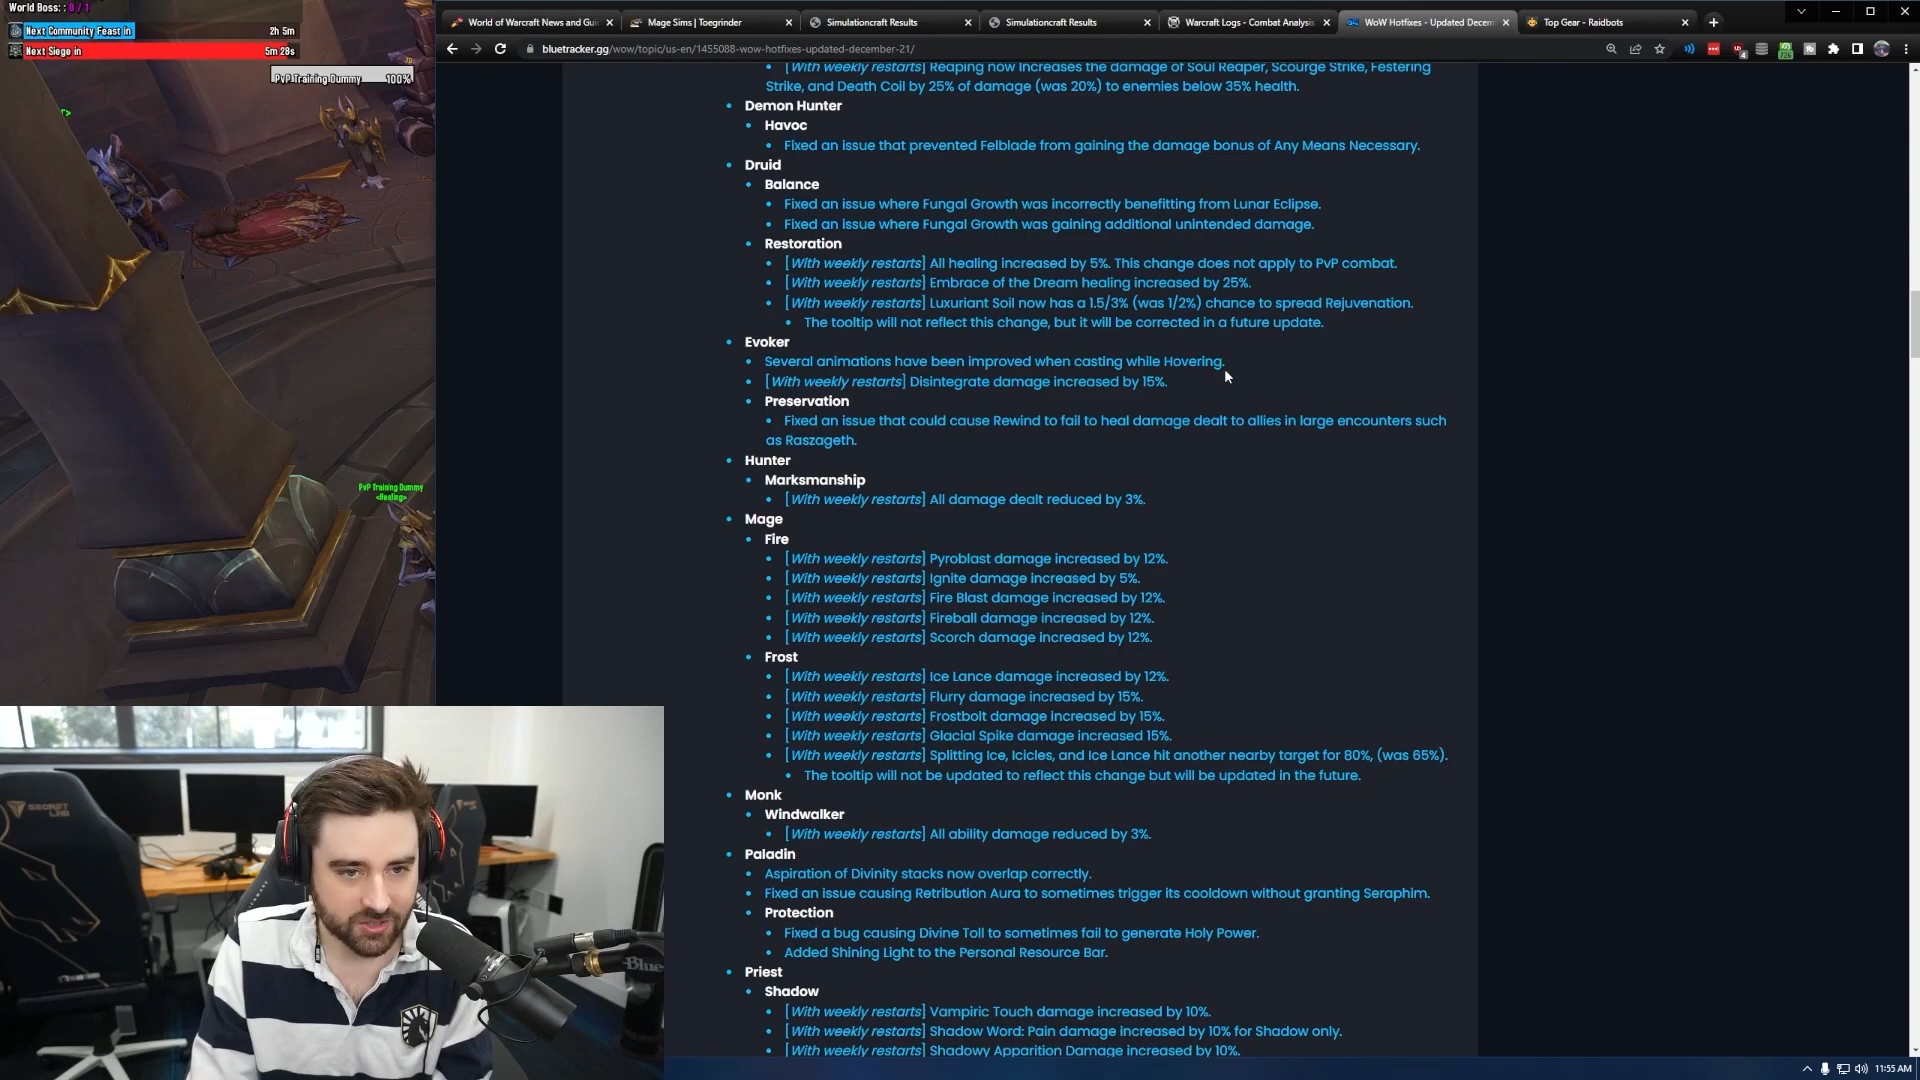 World Boss: : 0 / 1
Next Community Feast in 2h 5m
Next Siege in 5m 28s
PvP Training Dummy 100%
PvP Training Dummy
<Healing>
World of Warcraft News and Gui
Mage Sims | Toegrinder
Simulationcraft Results
Simulationcraft Results
Warcraft Logs - Combat Analysis
WoW Hotfixes - Updated Decem
Top Gear - Raidbots
bluetracker.gg/wow/topic/us-en/1455088-wow-hotfixes-updated-december-21/
[With weekly restarts] Reaping now Increases the damage of Soul Reaper, Scourge Strike, Festering
Strike, and Death Coil by 25% of damage (was 20%) to enemies below 35% health.
Demon Hunter
Havoc
Fixed an issue that prevented Felblade from gaining the damage bonus of Any Means Necessary.
Druid
Balance
Fixed an issue where Fungal Growth was incorrectly benefitting from Lunar Eclipse.
Fixed an issue where Fungal Growth was gaining additional unintended damage.
Restoration
[With weekly restarts] All healing increased by 5%. This change does not apply to PvP combat.
[With weekly restarts] Embrace of the Dream healing increased by 25%.
[With weekly restarts] Luxuriant Soil now has a 1.5/3% (was 1/2%) chance to spread Rejuvenation.
The tooltip will not reflect this change, but it will be corrected in a future update.
Evoker
Several animations have been improved when casting while Hovering.
[With weekly restarts] Disintegrate damage increased by 15%.
Preservation
Fixed an issue that could cause Rewind to fail to heal damage dealt to allies in large encounters such
as Raszageth.
Hunter
Marksmanship
[With weekly restarts] All damage dealt reduced by 3%.
Mage
Fire
[With weekly restarts] Pyroblast damage increased by 12%.
[With weekly restarts] Ignite damage increased by 5%.
[With weekly restarts] Fire Blast damage increased by 12%.
[With weekly restarts] Fireball damage increased by 12%.
[With weekly restarts] Scorch damage increased by 12%.
Frost
[With weekly restarts] Ice Lance damage increased by 12%.
[With weekly restarts] Flurry damage increased by 15%.
[With weekly restarts] Frostbolt damage increased by 15%.
[With weekly restarts] Glacial Spike damage increased 15%.
[With weekly restarts] Splitting Ice, Icicles, and Ice Lance hit another nearby target for 80%, (was 65%).
The tooltip will not be updated to reflect this change but will be updated in the future.
Monk
Windwalker
[With weekly restarts] All ability damage reduced by 3%.
Paladin
Aspiration of Divinity stacks now overlap correctly.
Fixed an issue causing Retribution Aura to sometimes trigger its cooldown without granting Seraphim.
Protection
Fixed a bug causing Divine Toll to sometimes fail to generate Holy Power.
Added Shining Light to the Personal Resource Bar.
Priest
Shadow
[With weekly restarts] Vampiric Touch damage increased by 10%.
[With weekly restarts] Shadow Word: Pain damage increased by 10% for Shadow only.
[With weekly restarts] Shadowy Apparition Damage increased by 10%.
SECRET
LAB
Blue
11:55 AM